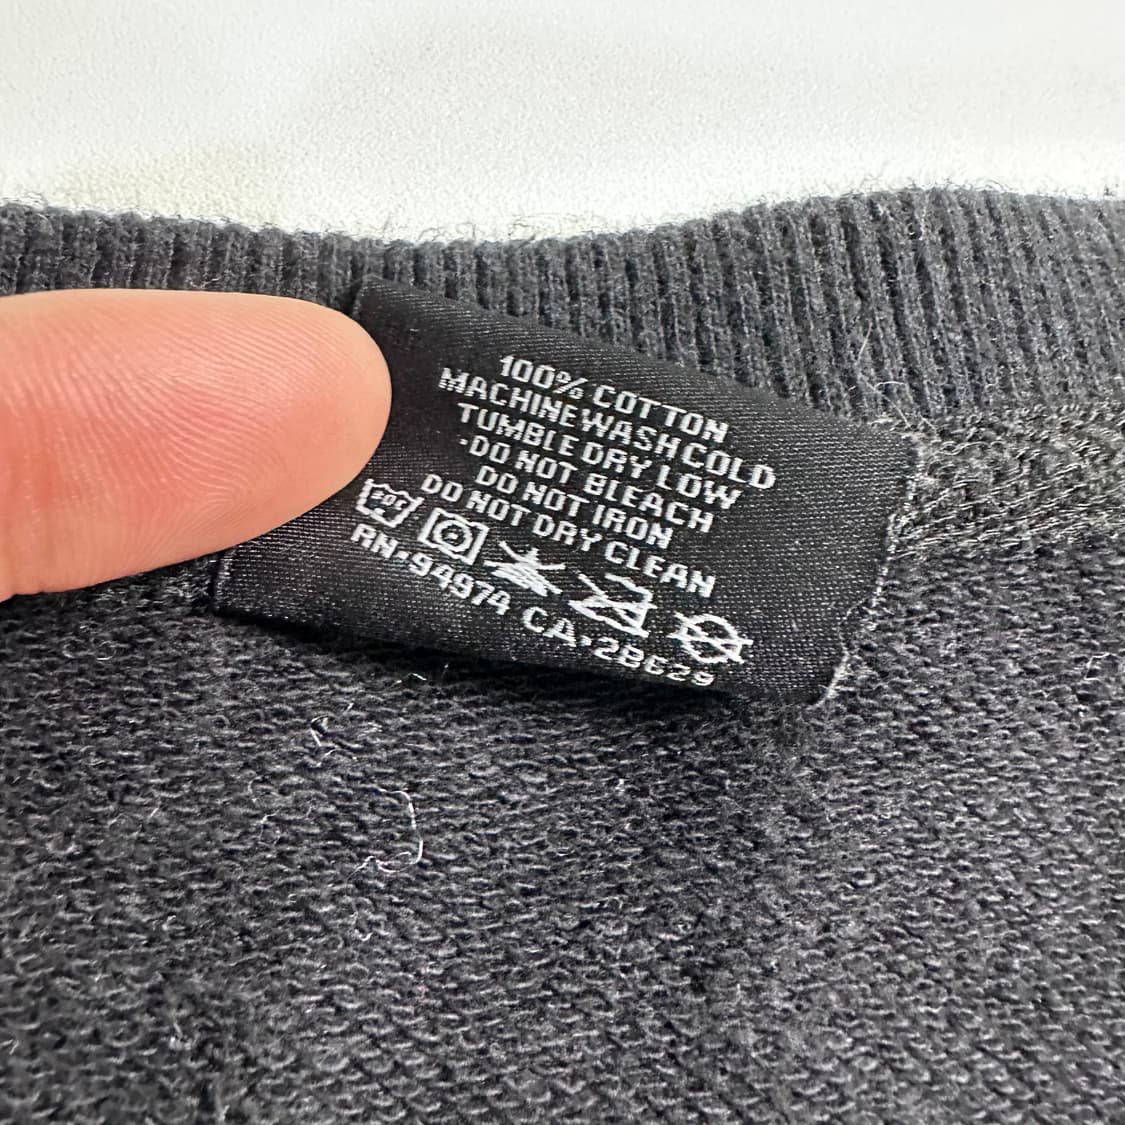 100% COTTON
MACHINE WASH COLD
TUMBLE DRY LOW
-DO NOT BLEACH
DO NOT IRON
DO NOT DRY CLEAN
RN:94974 CA:28629